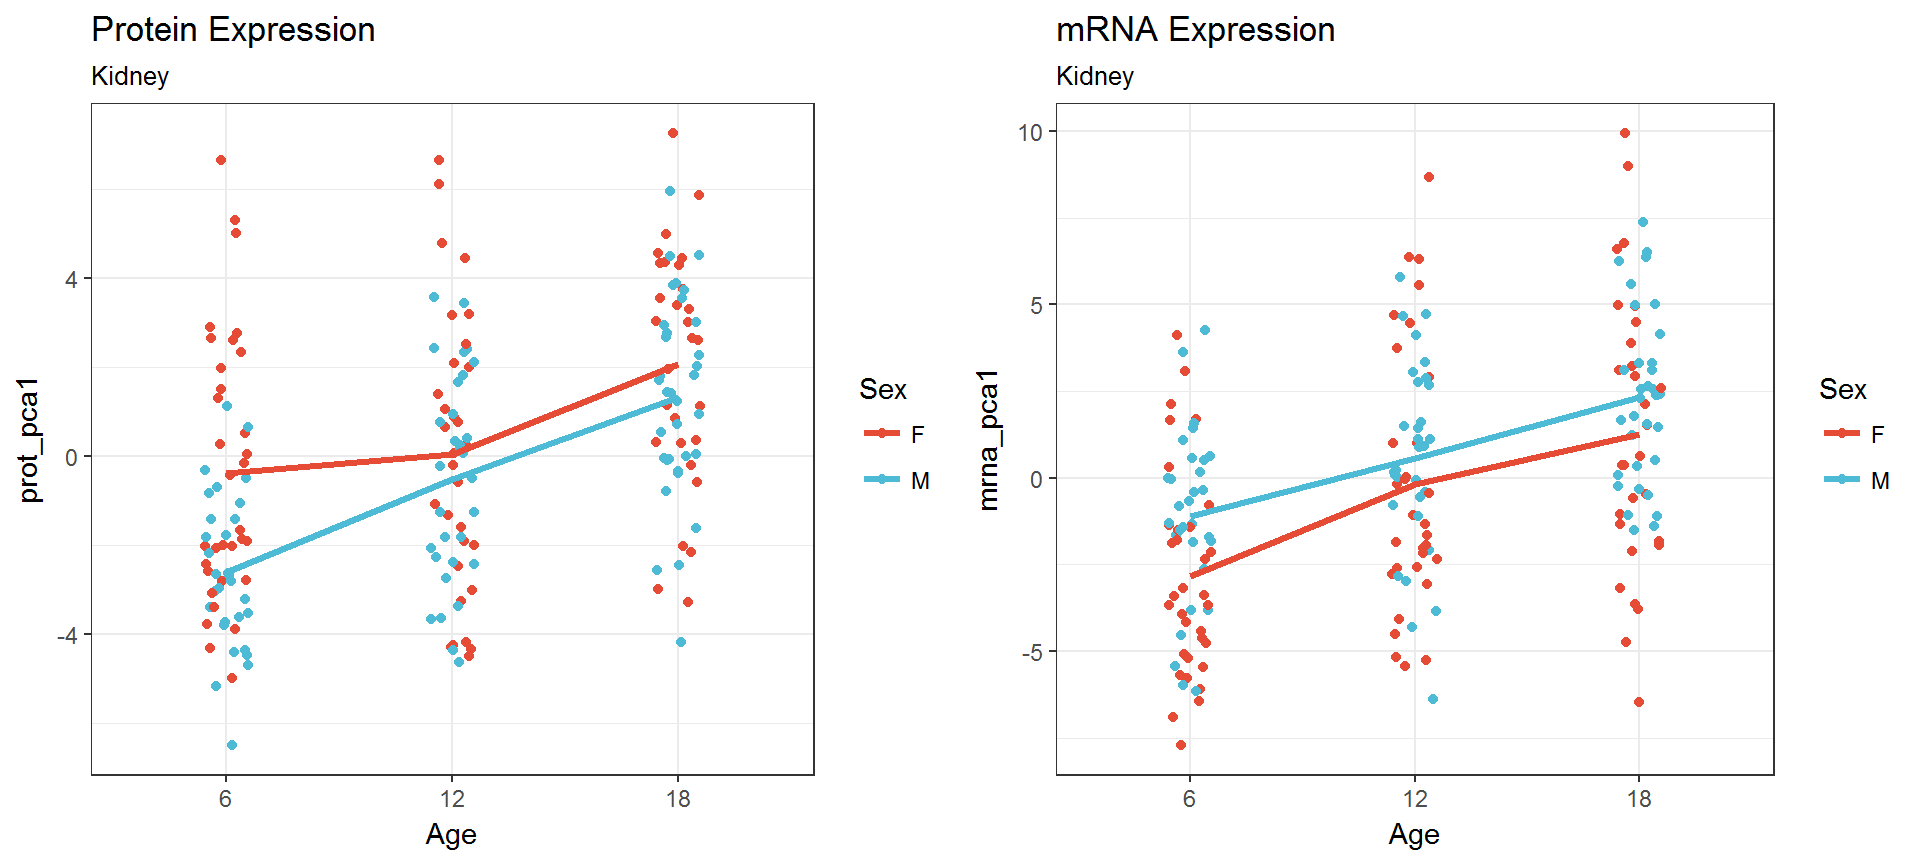 Protein Expression
Kidney
prot_pca1
4
0
-4
6
12
18
Age
Sex
F
M
mRNA Expression
Kidney
mrna_pca1
10
5
0
-5
6
12
18
Age
Sex
F
M